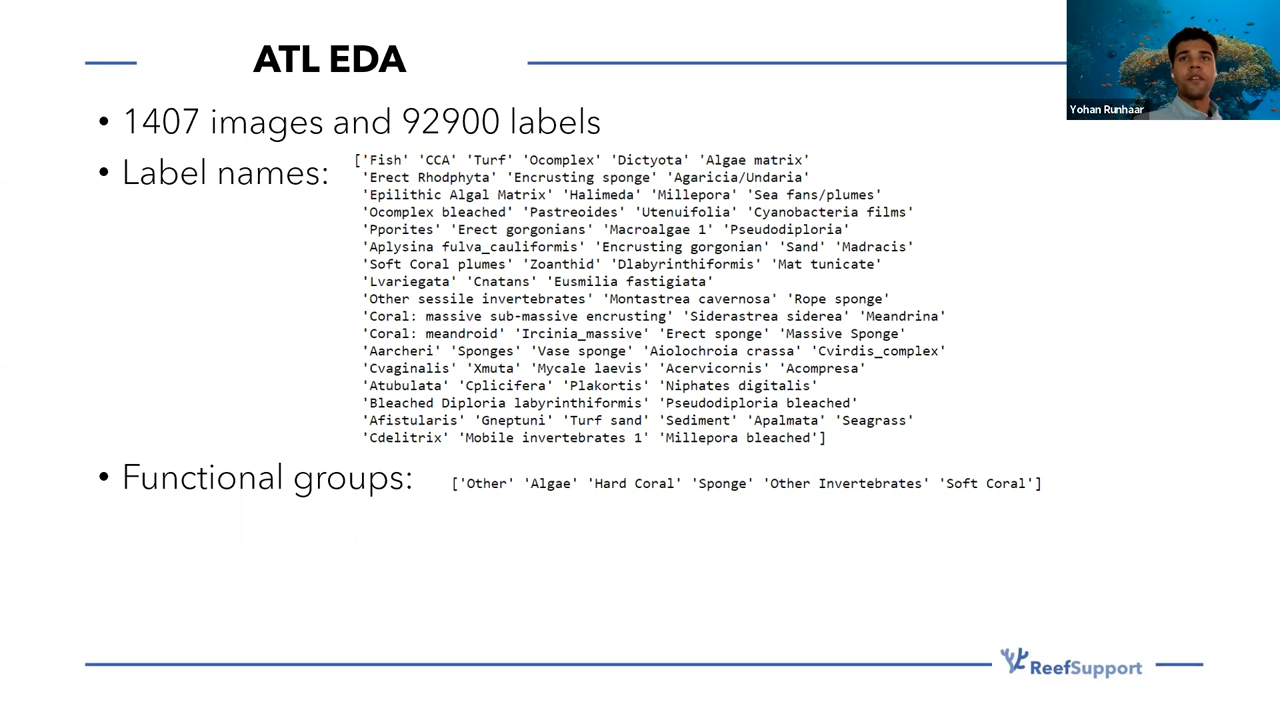 ATL EDA
Yohan Runhaar
• 1407 images and 92900 labels
• Label names:
['Fish' 'CCA' 'Turf' 'Ocomplex' 'Dictyota' 'Algae matrix'
'Erect Rhodphyta' 'Encrusting sponge' 'Agaricia/Undaria'
'Epilithic Algal Matrix' 'Halimeda' 'Millepora' 'Sea fans/plumes'
'Ocomplex bleached' 'Pastreoides' 'Utenuifolia' 'Cyanobacteria films'
'Pporites' 'Erect gorgonians' 'Macroalgae 1' 'Pseudodiploria'
'Aplysina fulva_cauliformis' 'Encrusting gorgonian' 'Sand' 'Madracis'
'Soft Coral plumes' 'Zoanthid' 'Dlabyrinthiformis' 'Mat tunicate'
'Lvariegata' 'Cnatans' 'Eusmilia fastigiata'
'Other sessile invertebrates' 'Montastrea cavernosa' 'Rope sponge'
'Coral: massive sub-massive encrusting' 'Siderastrea siderea' 'Meandrina'
'Coral: meandroid' 'Ircinia_massive' 'Erect sponge' 'Massive Sponge'
'Aarcheri' 'Sponges' 'Vase sponge' 'Aiolochroia crassa' 'Cvirdis_complex'
'Cvaginalis' 'Xmuta' 'Mycale laevis' 'Acervicornis' 'Acompresa'
'Atubulata' 'Cplicifera' 'Plakortis' 'Niphates digitalis'
'Bleached Diploria labyrinthiformis' 'Pseudodiploria bleached'
'Afistularis' 'Gneptuni' 'Turf sand' 'Sediment' 'Apalmata' 'Seagrass'
'Cdelitrix' 'Mobile invertebrates 1' 'Millepora bleached']
• Functional groups:
['Other' 'Algae' 'Hard Coral' 'Sponge' 'Other Invertebrates' 'Soft Coral']
ReefSupport